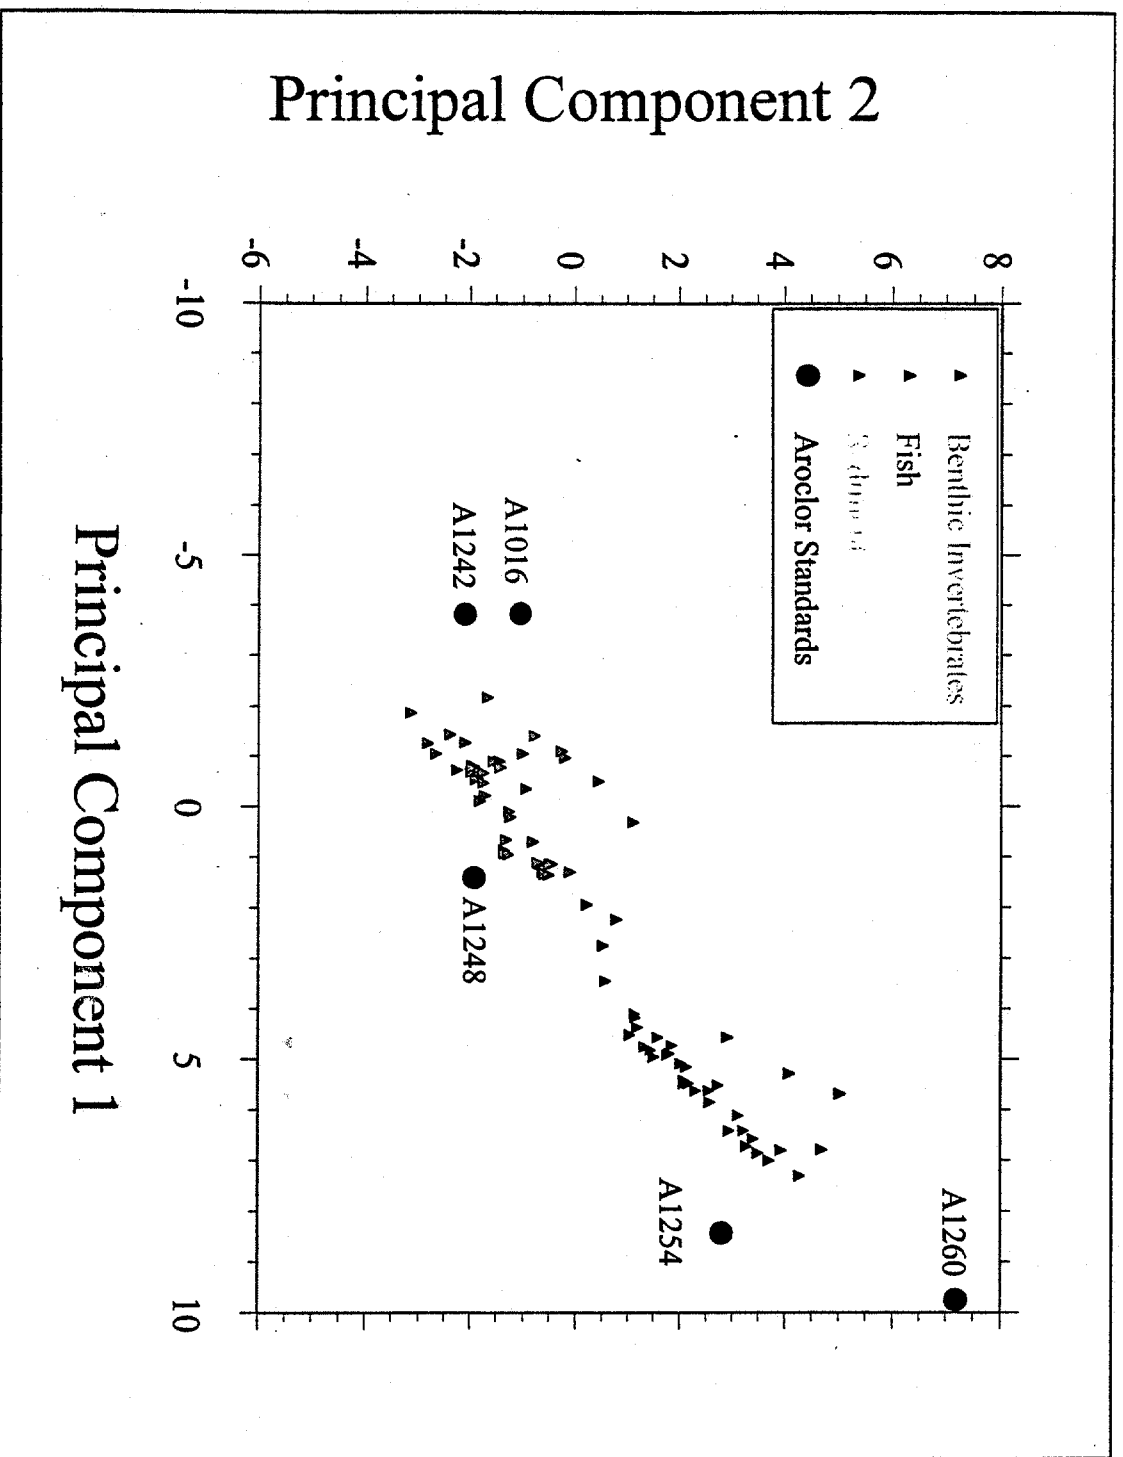 Principal Component 2
8
6
4
2
0
-2
-4
-6
-10
-5
0
5
10
Principal Component 1
Benthic Invertebrates
Fish
Aroclor Standards
A1016
A1242
A1248
A1254
A1260